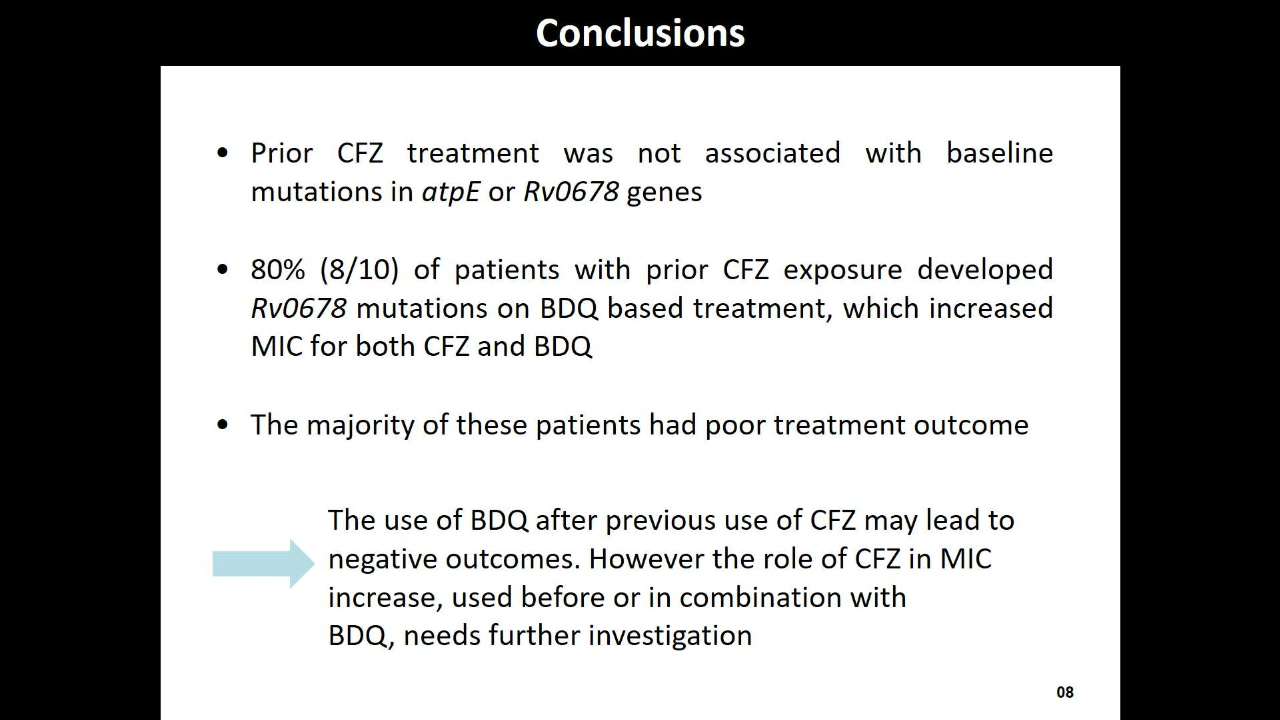 Conclusions
• Prior CFZ treatment was not associated with baseline
mutations in atpE or Rv0678 genes
• 80% (8/10) of patients with prior CFZ exposure developed
Rv0678 mutations on BDQ based treatment, which increased
MIC for both CFZ and BDQ
• The majority of these patients had poor treatment outcome
The use of BDQ after previous use of CFZ may lead to
negative outcomes. However the role of CFZ in MIC
increase, used before or in combination with
BDQ, needs further investigation
08